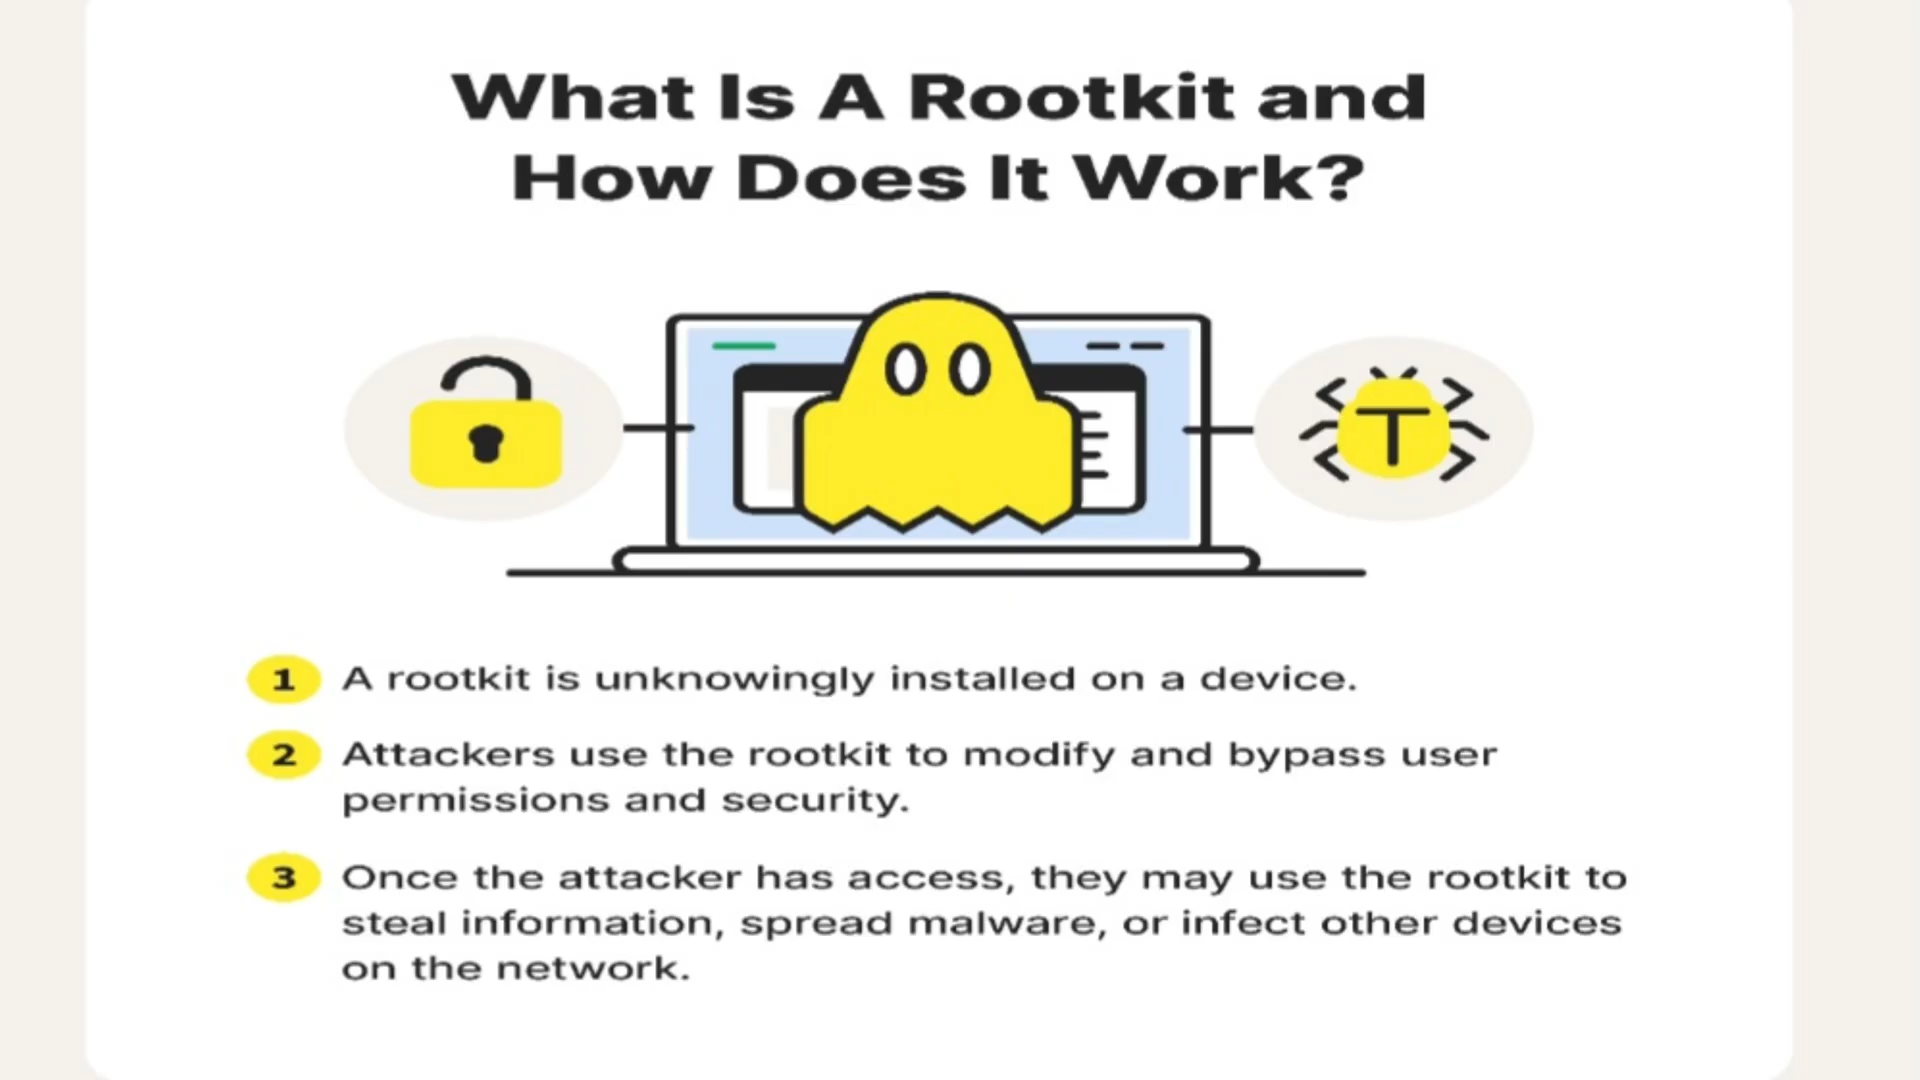 What Is A Rootkit and
How Does It Work?
1 A rootkit is unknowingly installed on a device.
2 Attackers use the rootkit to modify and bypass user
permissions and security.
3 Once the attacker has access, they may use the rootkit to
steal information, spread malware, or infect other devices
on the network.